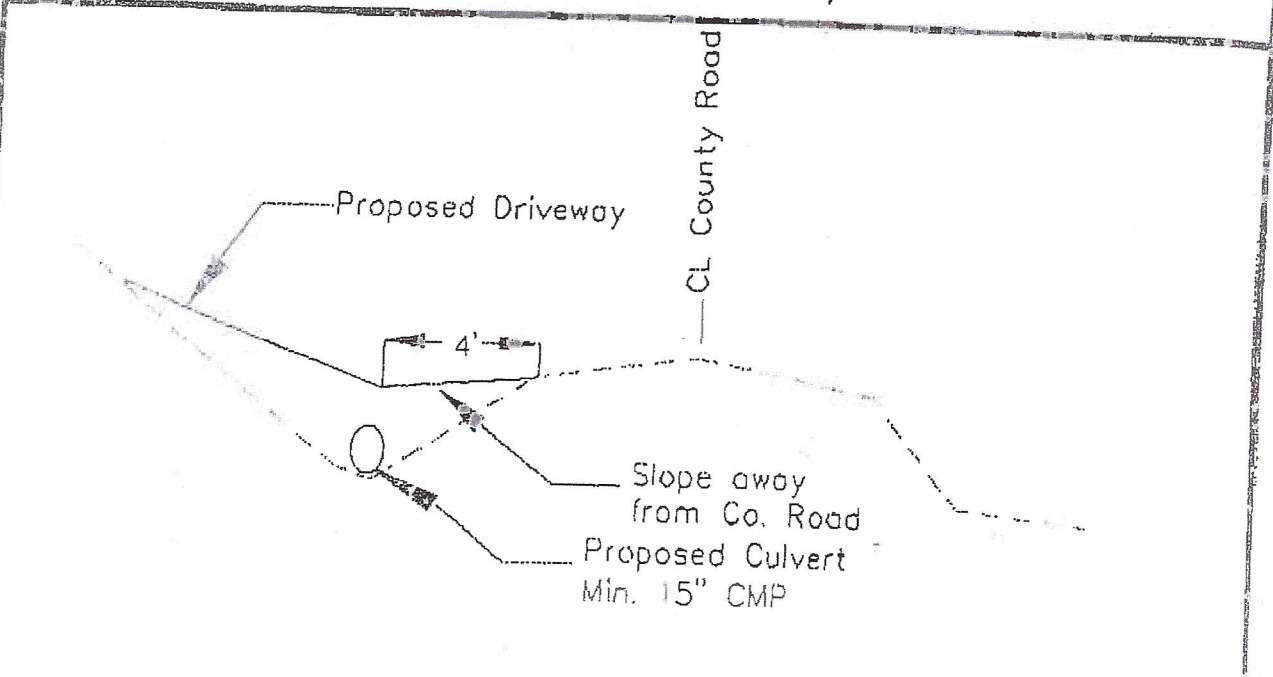 CL County Road
Proposed Driveway
4'
Slope away
from Co. Road
Proposed Culvert
Min. 15" CMP